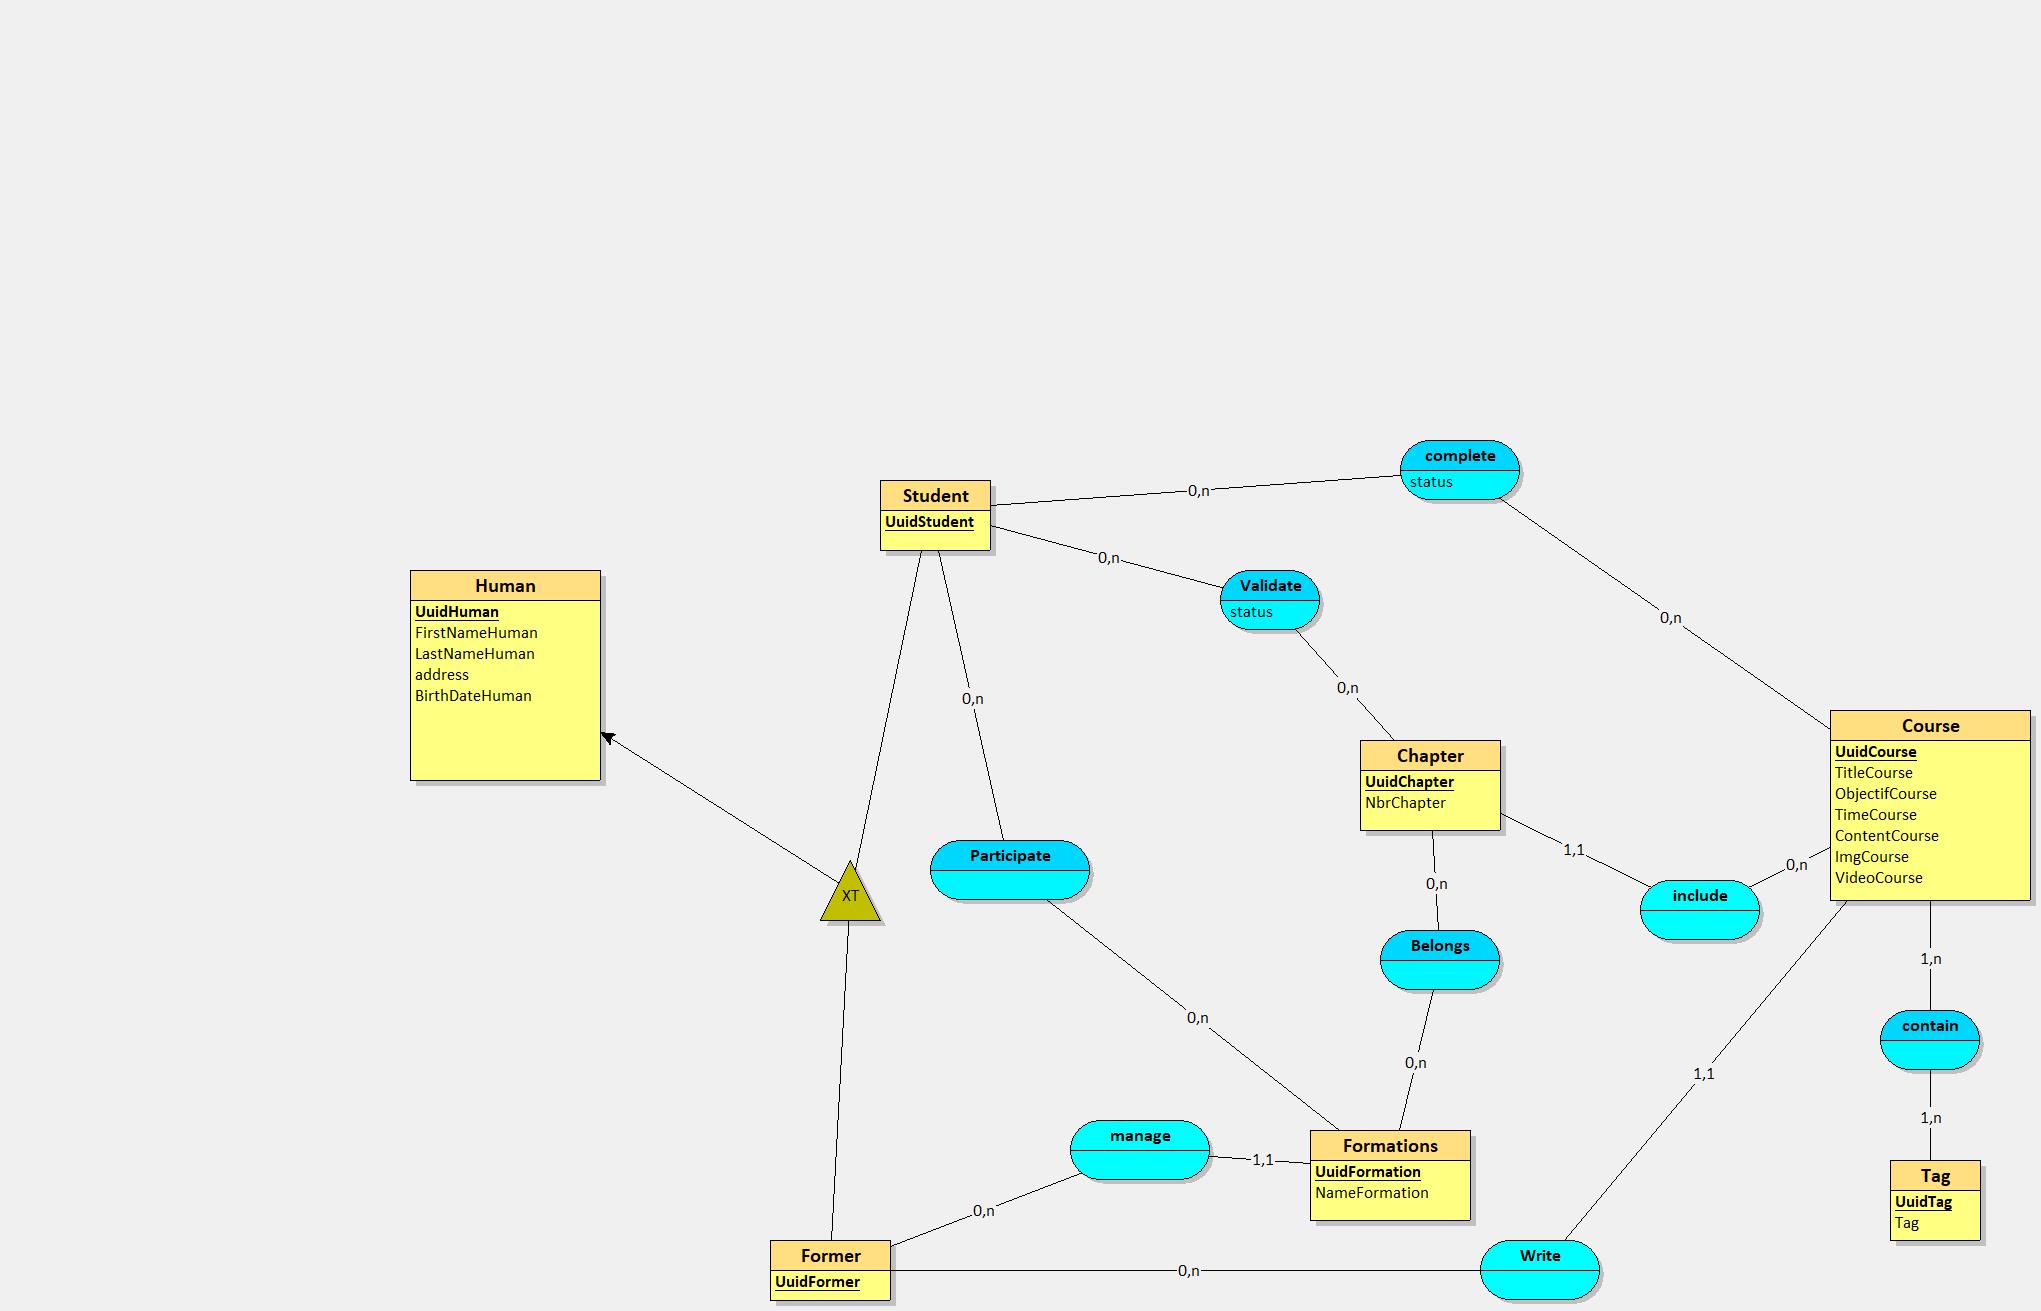 complete
status
0,n
Student
UuidStudent
0,n
Validate
status
Human
UuidHuman
FirstNameHuman
LastNameHuman
address
BirthDateHuman
0,n
0,n
0,n
Course
UuidCourse
TitleCourse
ObjectifCourse
TimeCourse
ContentCourse
ImgCourse
VideoCourse
Chapter
UuidChapter
NbrChapter
1,1
0,n
include
Participate
XT
0,n
Belongs
1,n
contain
0,n
0,n
1,1
1,n
manage
1,1
Formations
UuidFormation
NameFormation
Tag
UuidTag
Tag
0,n
Former
UuidFormer
0,n
Write